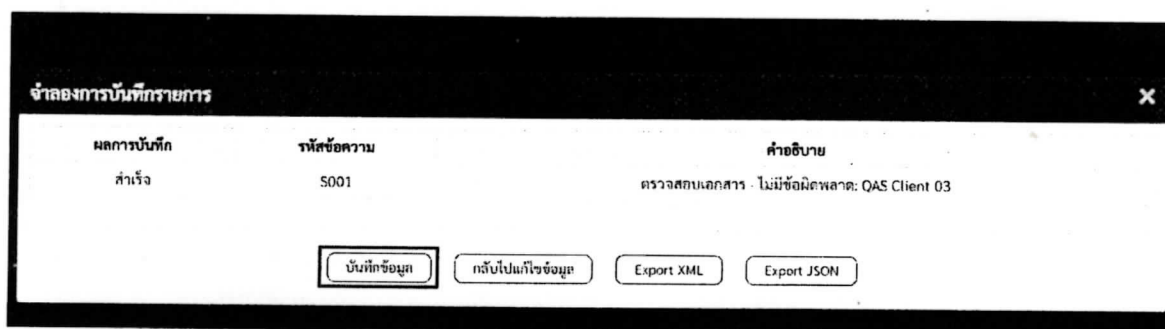 จำลองการบันทึกรายการ ×
ผลการบันทึก รหัสข้อความ คำอธิบาย
สำเร็จ S001 ตรวจสอบเอกสาร - ไม่มีข้อผิดพลาด: QAS Client 03
บันทึกข้อมูล กลับไปแก้ไขข้อมูล Export XML Export JSON